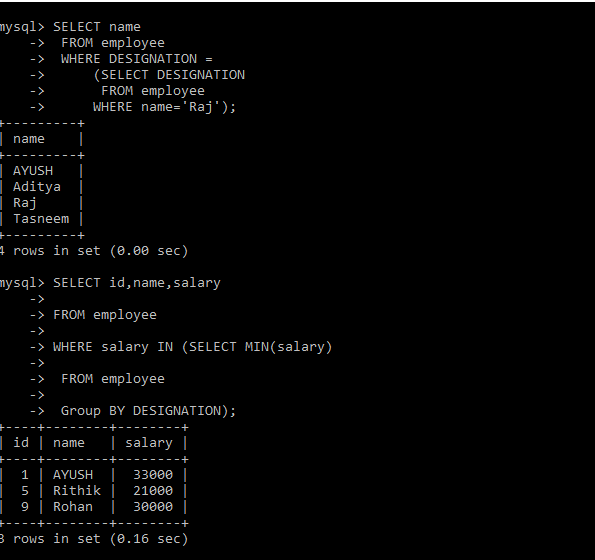 mysql> SELECT name
    ->  FROM employee
    ->  WHERE DESIGNATION =
    ->      (SELECT DESIGNATION
    ->       FROM employee
    ->      WHERE name='Raj');
+---------+
| name    |
+---------+
| AYUSH   |
| Aditya  |
| Raj     |
| Tasneem |
+---------+
4 rows in set (0.00 sec)

mysql> SELECT id,name,salary
    ->
    -> FROM employee
    ->
    -> WHERE salary IN (SELECT MIN(salary)
    ->
    ->  FROM employee
    ->
    ->  Group BY DESIGNATION);
+----+--------+--------+
| id | name   | salary |
+----+--------+--------+
|  1 | AYUSH  |  33000 |
|  5 | Rithik |  21000 |
|  9 | Rohan  |  30000 |
+----+--------+--------+
3 rows in set (0.16 sec)